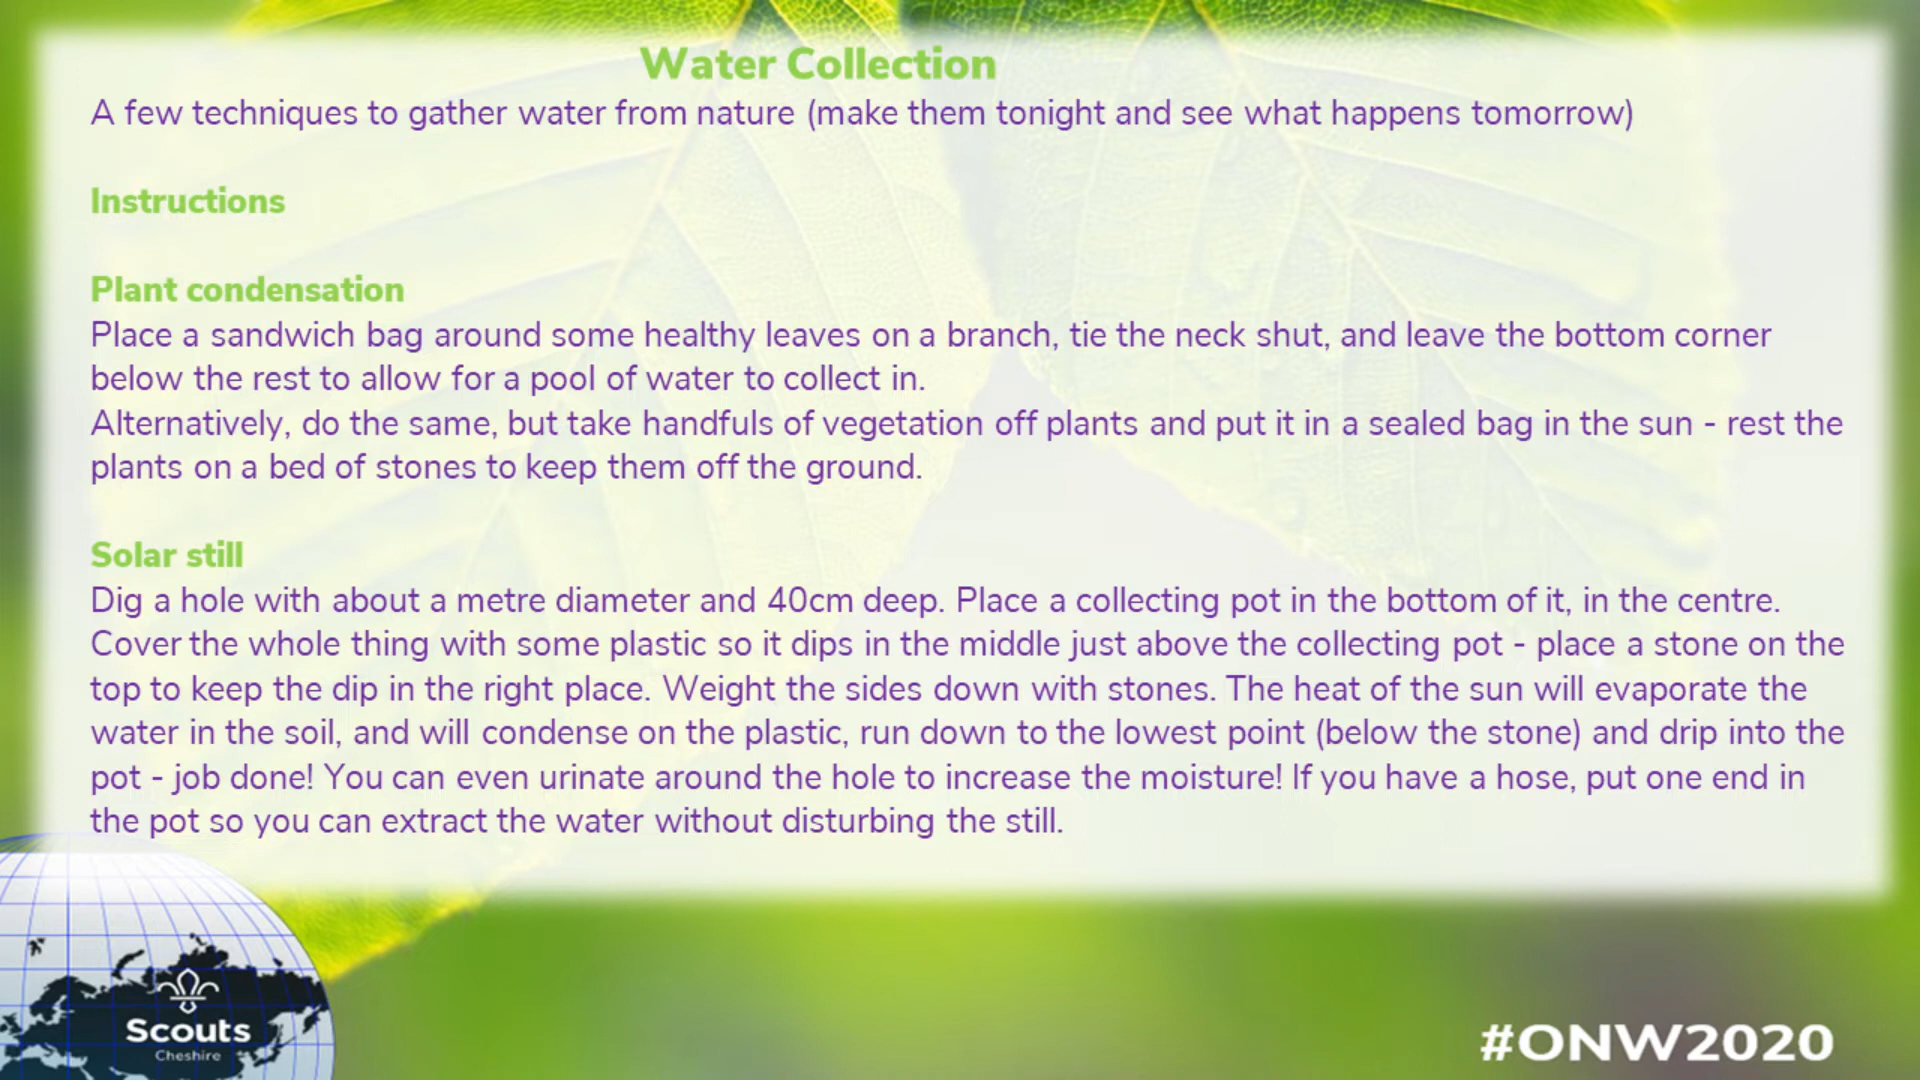 Water Collection
A few techniques to gather water from nature (make them tonight and see what happens tomorrow)
Instructions
Plant condensation
Place a sandwich bag around some healthy leaves on a branch, tie the neck shut, and leave the bottom corner
below the rest to allow for a pool of water to collect in.
Alternatively, do the same, but take handfuls of vegetation off plants and put it in a sealed bag in the sun - rest the
plants on a bed of stones to keep them off the ground.
Solar still
Dig a hole with about a metre diameter and 40cm deep. Place a collecting pot in the bottom of it, in the centre.
Cover the whole thing with some plastic so it dips in the middle just above the collecting pot - place a stone on the
top to keep the dip in the right place. Weight the sides down with stones. The heat of the sun will evaporate the
water in the soil, and will condense on the plastic, run down to the lowest point (below the stone) and drip into the
pot - job done! You can even urinate around the hole to increase the moisture! If you have a hose, put one end in
the pot so you can extract the water without disturbing the still.
Scouts
Cheshire
#ONW2020